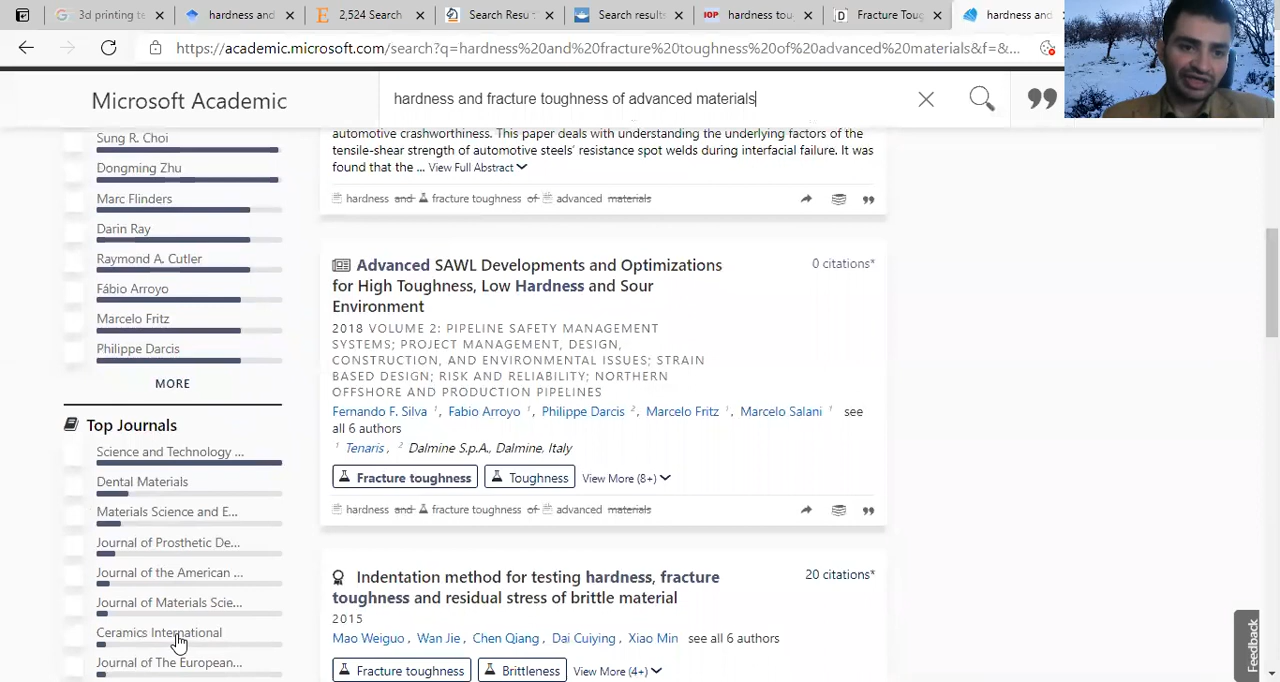 3d printing te
hardness and
2,524 Search
Search Resu
Search results
IOP
hardness tou
Fracture Toug
hardness and
https://academic.microsoft.com/search?q=hardness%20and%20fracture%20toughness%20of%20advanced%20materials&f=&...
Microsoft Academic
hardness and fracture toughness of advanced materials
Sung R. Choi
Dongming Zhu
Marc Flinders
Darin Ray
Raymond A. Cutler
Fábio Arroyo
Marcelo Fritz
Philippe Darcis
MORE
Top Journals
Science and Technology ...
Dental Materials
Materials Science and E...
Journal of Prosthetic De...
Journal of the American ...
Journal of Materials Scie...
Ceramics International
Journal of The European...
automotive crashworthiness. This paper deals with understanding the underlying factors of the
tensile-shear strength of automotive steels' resistance spot welds during interfacial failure. It was
found that the ... View Full Abstract
hardness and fracture toughness of advanced materials
Advanced SAWL Developments and Optimizations
for High Toughness, Low Hardness and Sour
Environment
0 citations*
2018 VOLUME 2: PIPELINE SAFETY MANAGEMENT
SYSTEMS; PROJECT MANAGEMENT, DESIGN,
CONSTRUCTION, AND ENVIRONMENTAL ISSUES; STRAIN
BASED DESIGN; RISK AND RELIABILITY; NORTHERN
OFFSHORE AND PRODUCTION PIPELINES
Fernando F. Silva 1, Fabio Arroyo 1, Philippe Darcis 2, Marcelo Fritz 1, Marcelo Salani 1 see
all 6 authors
1 Tenaris, 2 Dalmine S.p.A., Dalmine, Italy
Fracture toughness
Toughness
View More (8+)
hardness and fracture toughness of advanced materials
Indentation method for testing hardness, fracture
toughness and residual stress of brittle material
20 citations*
2015
Mao Weiguo, Wan Jie, Chen Qiang, Dai Cuiying, Xiao Min see all 6 authors
Fracture toughness
Brittleness
View More (4+)
Feedback